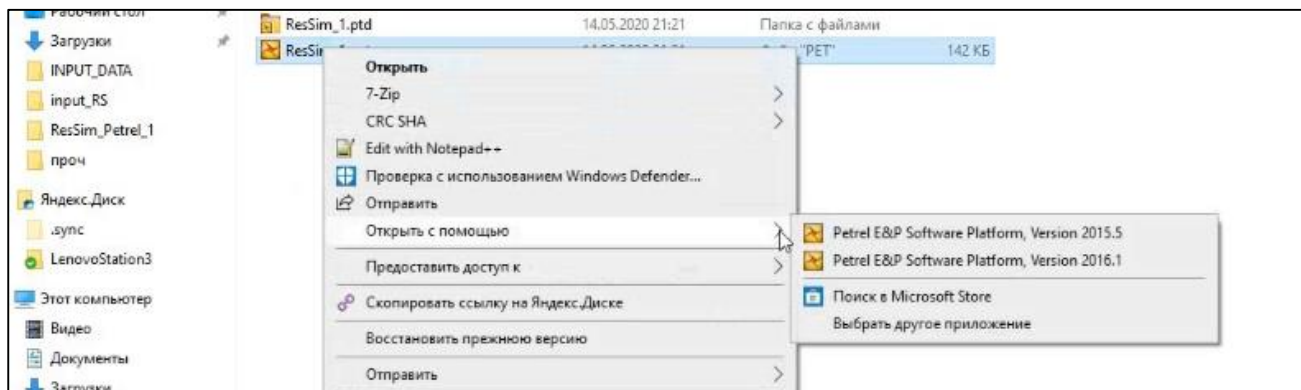 Рабочий стол
Загрузки
INPUT_DATA
input_RS
ResSim_Petrel_1
проч
Яндекс.Диск
.sync
LenovoStation3
Этот компьютер
Видео
Документы
Загрузки
ResSim_1.ptd 14.05.2020 21:21 Папка с файлами
"PET" 142 КБ
Открыть
7-Zip
CRC SHA
Edit with Notepad++
Проверка с использованием Windows Defender...
Отправить
Открыть с помощью
Предоставить доступ к
Скопировать ссылку на Яндекс.Диске
Восстановить прежнюю версию
Отправить
Petrel E&P Software Platform, Version 2015.5
Petrel E&P Software Platform, Version 2016.1
Поиск в Microsoft Store
Выбрать другое приложение